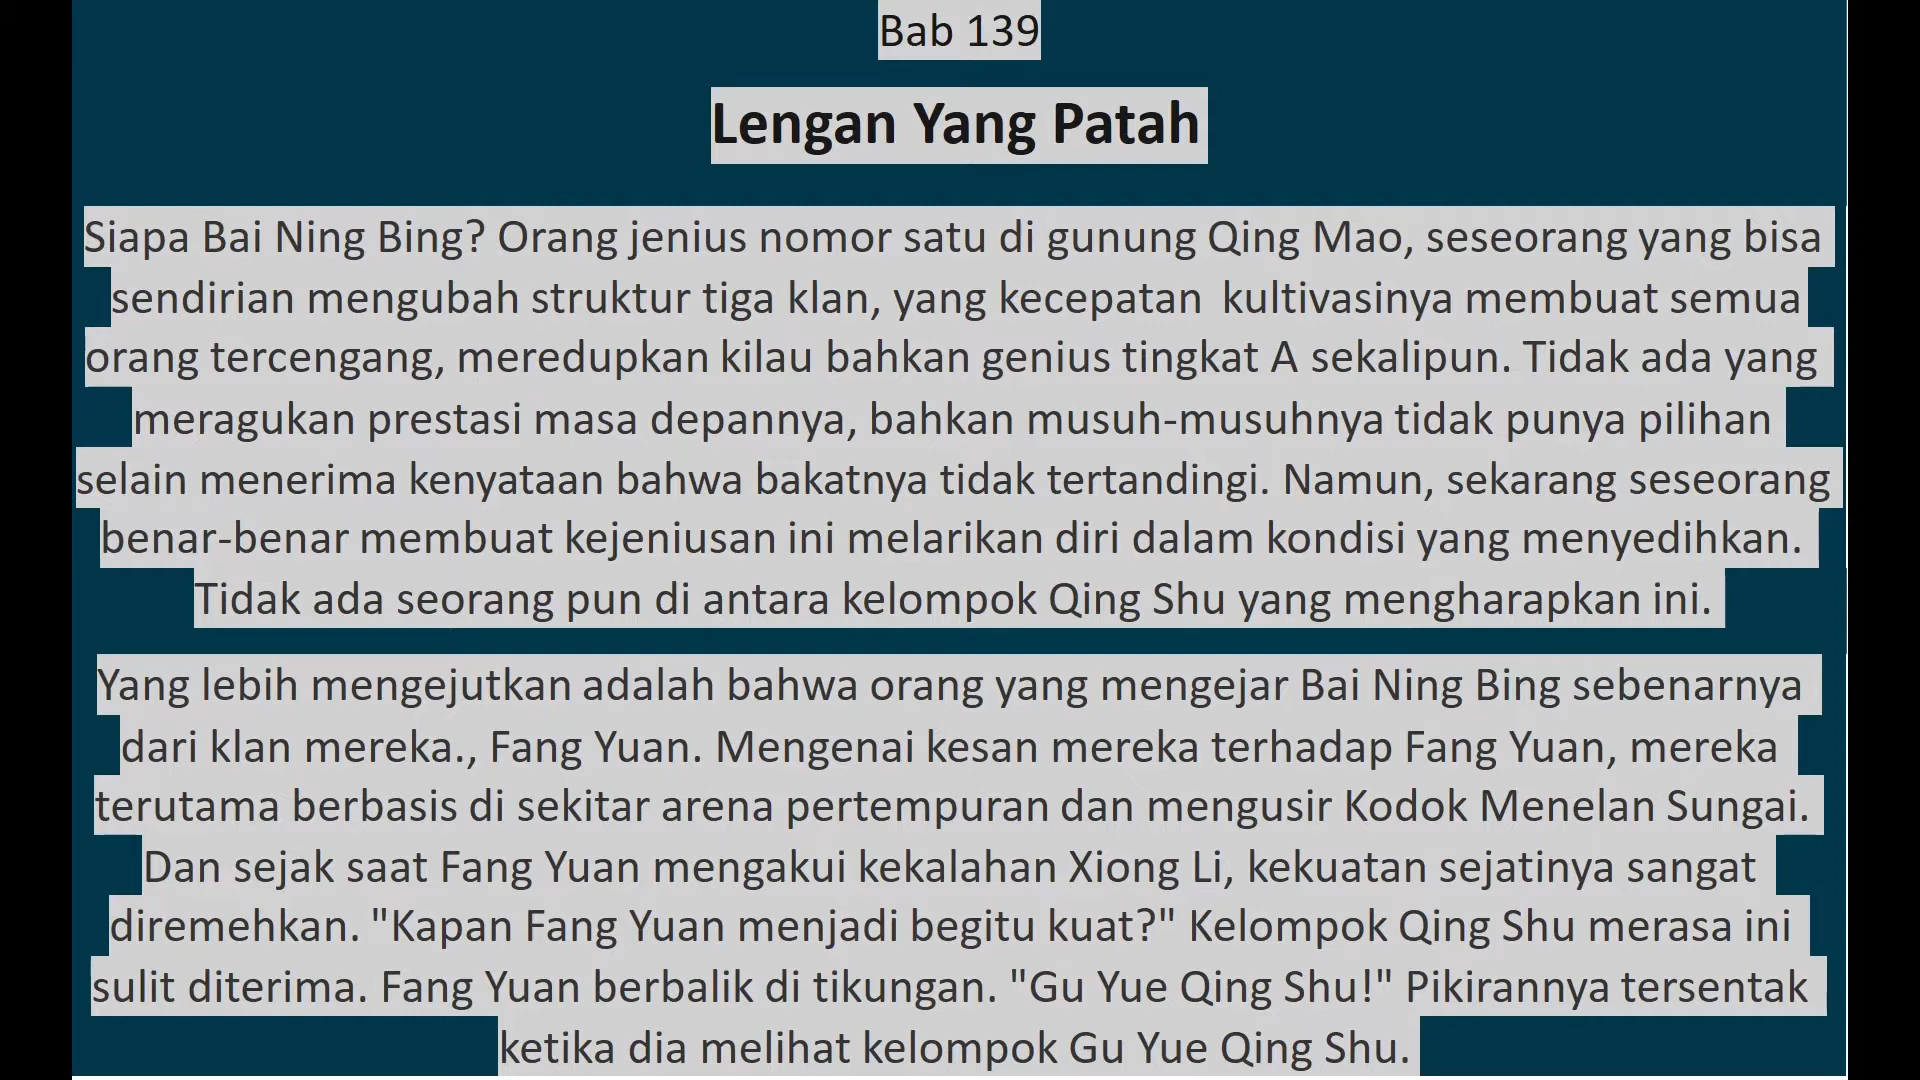 Bab 139
Lengan Yang Patah
Siapa Bai Ning Bing? Orang jenius nomor satu di gunung Qing Mao, seseorang yang bisa
sendirian mengubah struktur tiga klan, yang kecepatan  kultivasinya membuat semua
orang tercengang, meredupkan kilau bahkan genius tingkat A sekalipun. Tidak ada yang
meragukan prestasi masa depannya, bahkan musuh-musuhnya tidak punya pilihan
selain menerima kenyataan bahwa bakatnya tidak tertandingi. Namun, sekarang seseorang
benar-benar membuat kejeniusan ini melarikan diri dalam kondisi yang menyedihkan.
Tidak ada seorang pun di antara kelompok Qing Shu yang mengharapkan ini.
Yang lebih mengejutkan adalah bahwa orang yang mengejar Bai Ning Bing sebenarnya
dari klan mereka., Fang Yuan. Mengenai kesan mereka terhadap Fang Yuan, mereka
terutama berbasis di sekitar arena pertempuran dan mengusir Kodok Menelan Sungai.
Dan sejak saat Fang Yuan mengakui kekalahan Xiong Li, kekuatan sejatinya sangat
diremehkan. "Kapan Fang Yuan menjadi begitu kuat?" Kelompok Qing Shu merasa ini
sulit diterima. Fang Yuan berbalik di tikungan. "Gu Yue Qing Shu!" Pikirannya tersentak
ketika dia melihat kelompok Gu Yue Qing Shu.